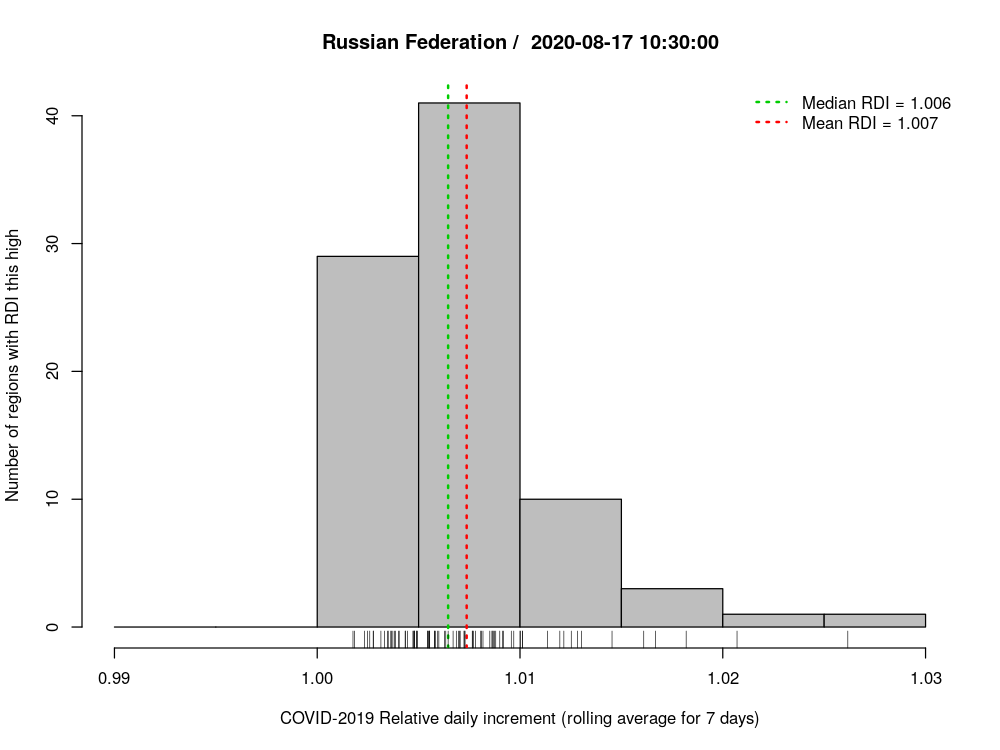 Russian Federation /  2020-08-17 10:30:00
Median RDI = 1.006
Mean RDI = 1.007
Number of regions with RDI this high
40
30
20
10
0
0.99 1.00 1.01 1.02 1.03
COVID-2019 Relative daily increment (rolling average for 7 days)